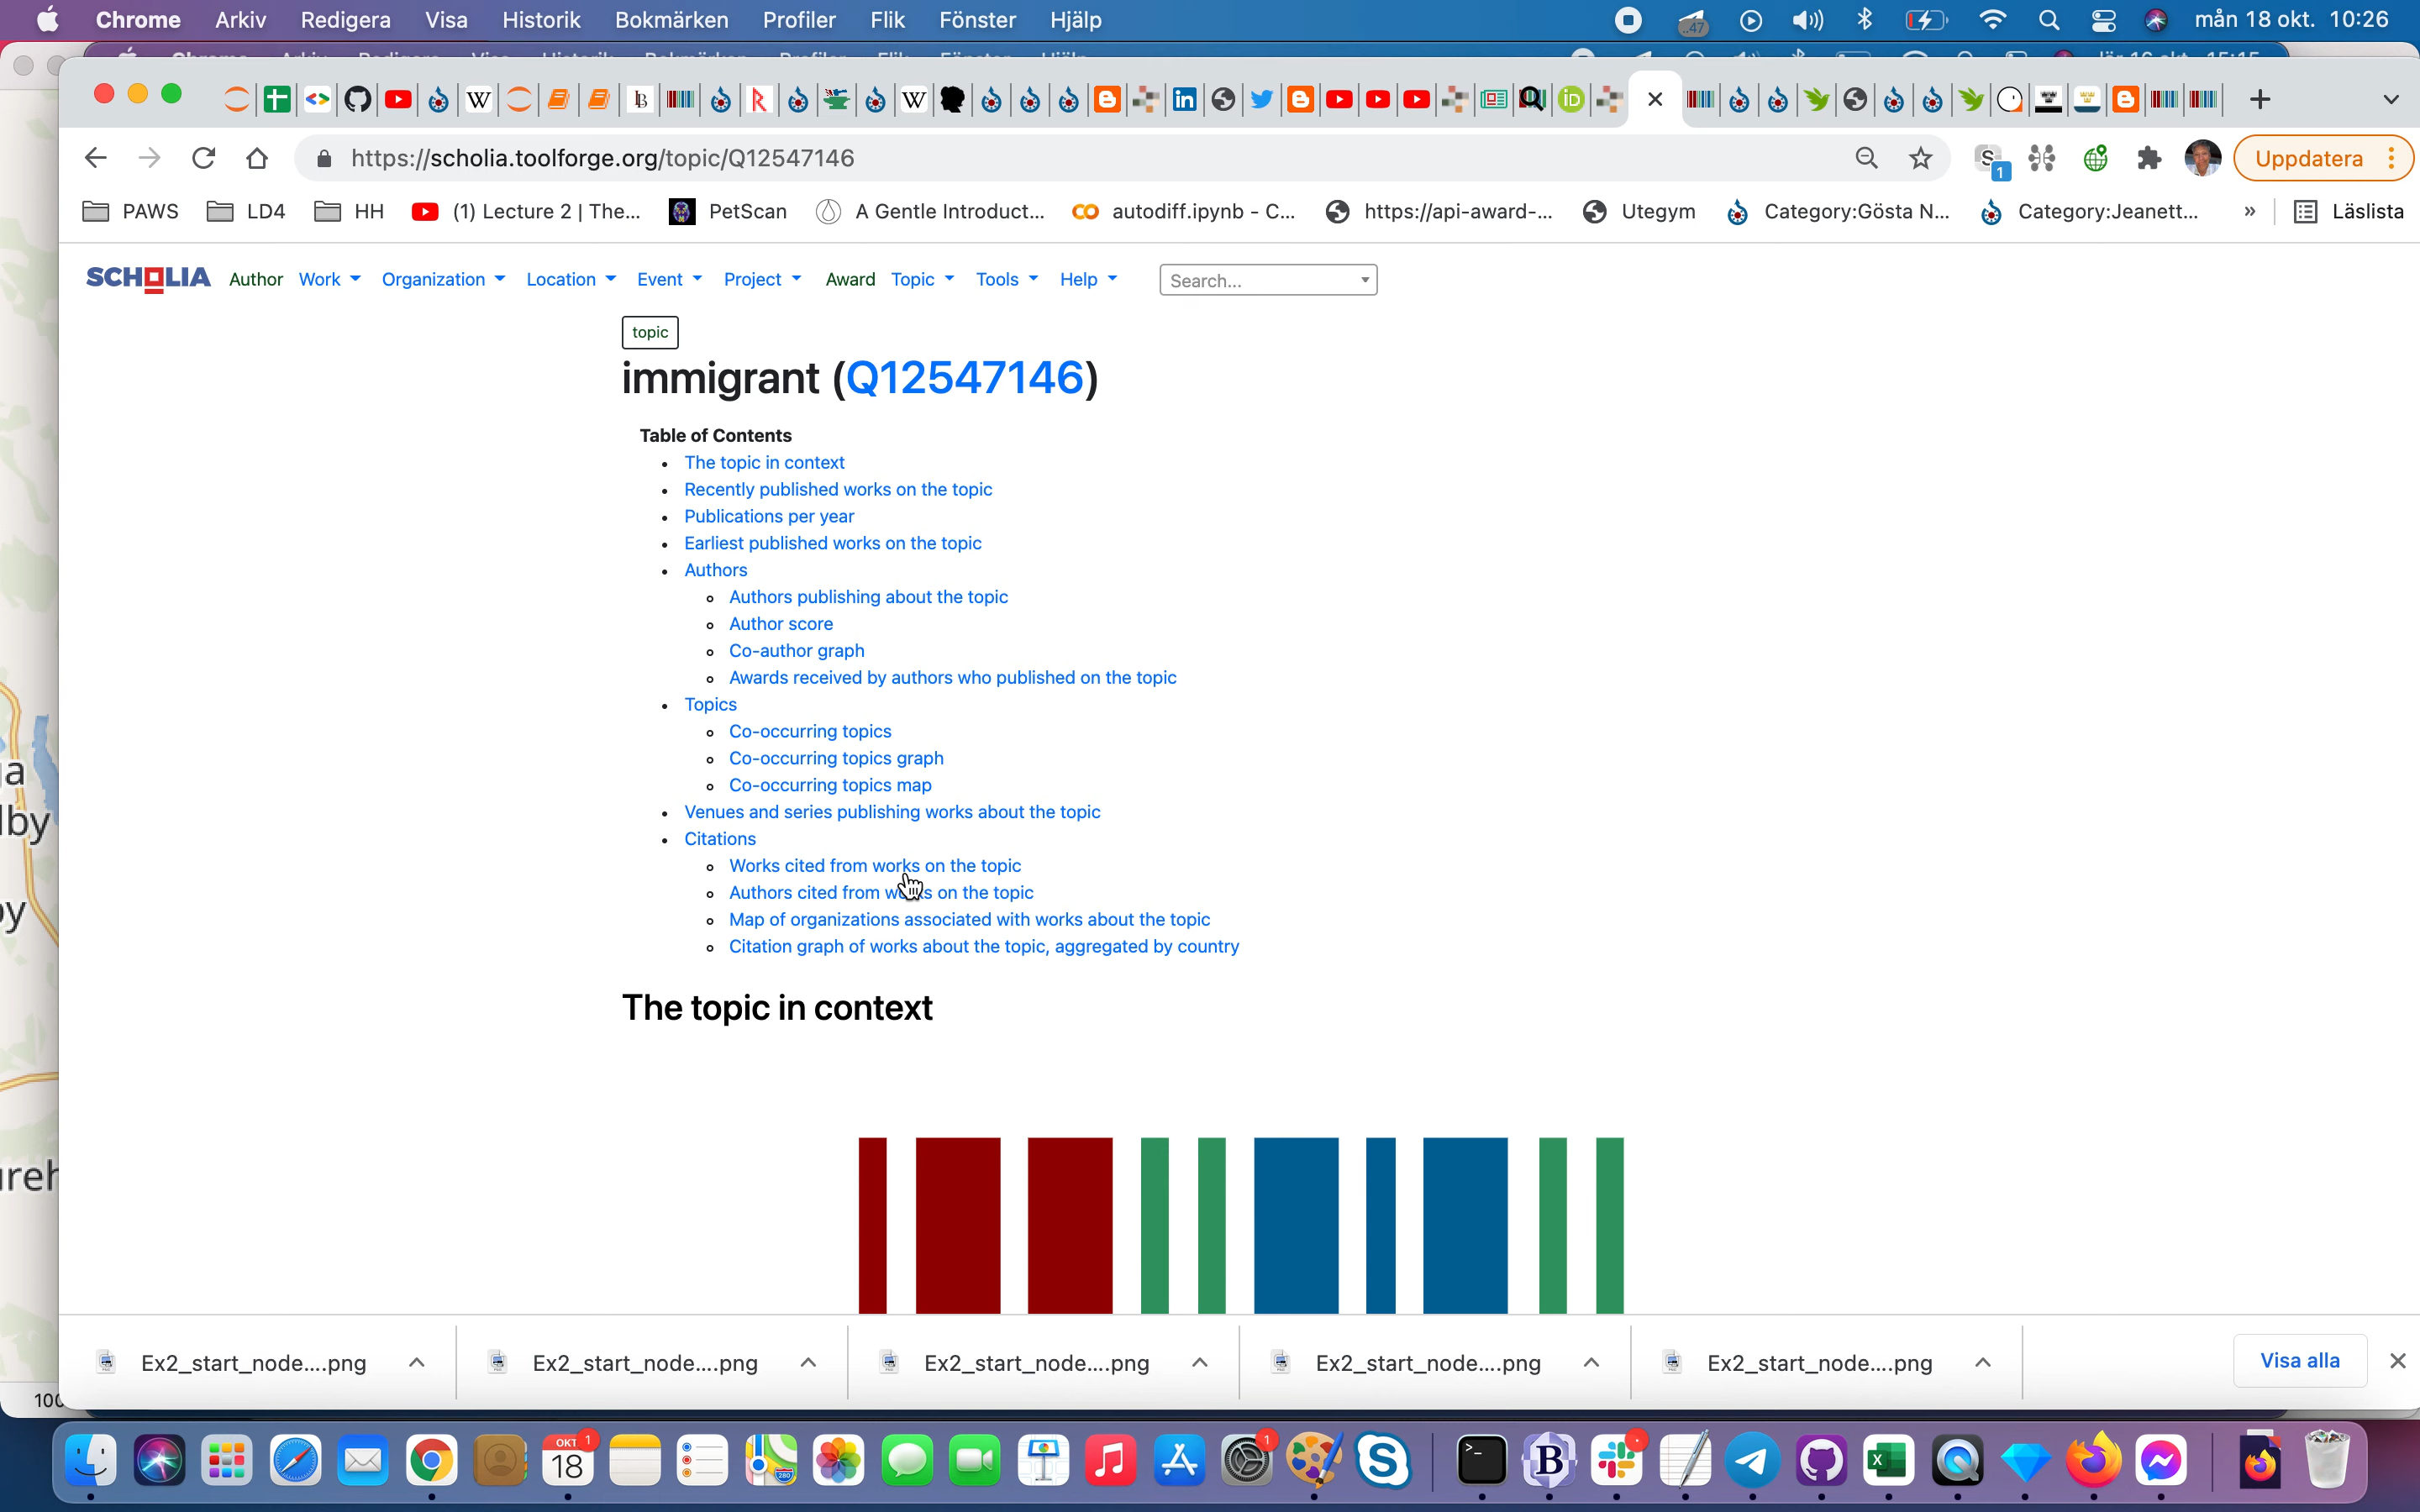 Chrome Arkiv Redigera Visa Historik Bokmärken Profiler Flik Fönster Hjälp
47
mån 18 okt. 10:26
https://scholia.toolforge.org/topic/Q12547146
S 1
Uppdatera
PAWS LD4 HH (1) Lecture 2 | The... PetScan A Gentle Introduct... autodiff.ipynb - C... https://api-award-... Utegym Category:Gösta N... Category:Jeanett... » Läslista
SCHOLIA Author Work Organization Location Event Project Award Topic Tools Help Search...
topic
immigrant (Q12547146)
Table of Contents
The topic in context
Recently published works on the topic
Publications per year
Earliest published works on the topic
Authors
Authors publishing about the topic
Author score
Co-author graph
Awards received by authors who published on the topic
Topics
Co-occurring topics
Co-occurring topics graph
Co-occurring topics map
Venues and series publishing works about the topic
Citations
Works cited from works on the topic
Authors cited from works on the topic
Map of organizations associated with works about the topic
Citation graph of works about the topic, aggregated by country
The topic in context
Ex2_start_node....png Ex2_start_node....png Ex2_start_node....png Ex2_start_node....png Ex2_start_node....png Visa alla
OKT 1
18
1